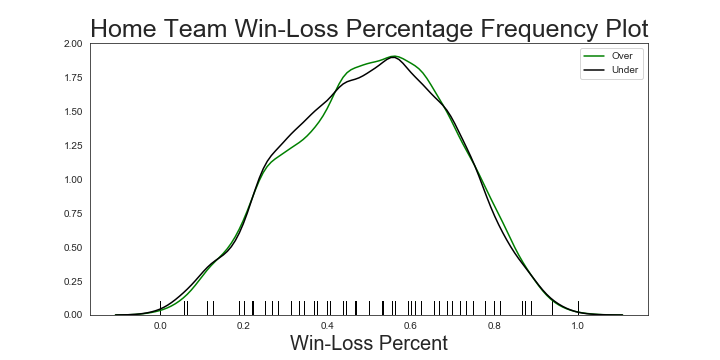 Home Team Win-Loss Percentage Frequency Plot
2.00
1.75
1.50
1.25
1.00
0.75
0.50
0.25
0.00
Over
Under
0.0 0.2 0.4 0.6 0.8 1.0
Win-Loss Percent